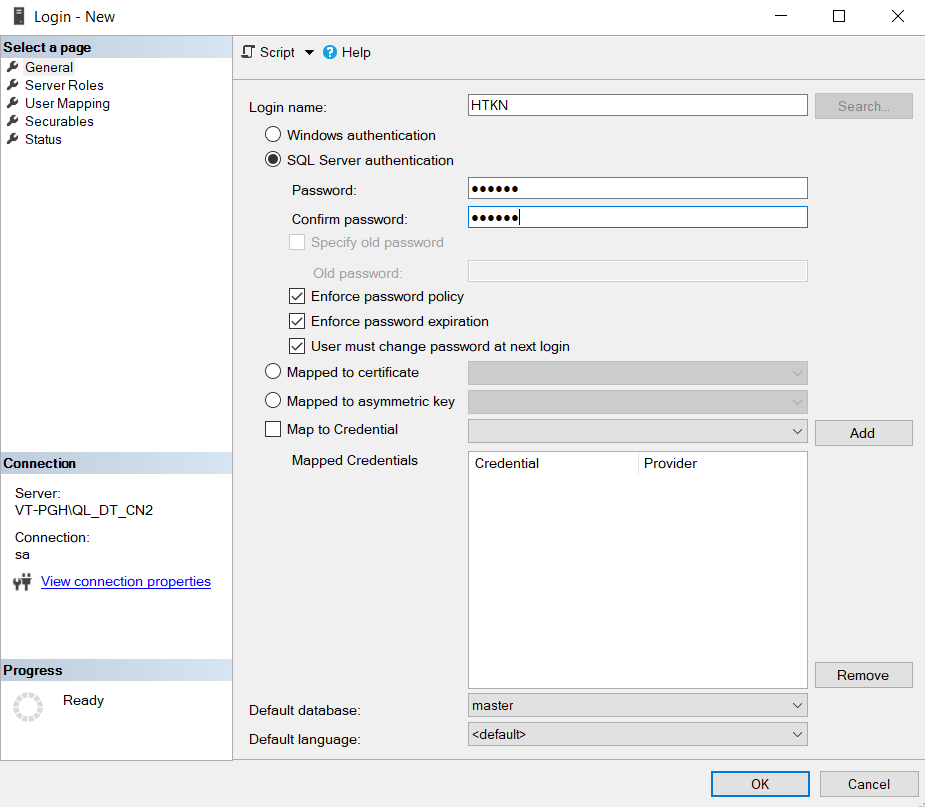 Login - New
Select a page
General
Server Roles
User Mapping
Securables
Status
Connection
Server:
VT-PGH\QL_DT_CN2
Connection:
sa
View connection properties
Progress
Ready
Script
Help
Login name:
HTKN
Search...
Windows authentication
SQL Server authentication
Password:
●●●●●●
Confirm password:
●●●●●●
Specify old password
Old password:
Enforce password policy
Enforce password expiration
User must change password at next login
Mapped to certificate
Mapped to asymmetric key
Map to Credential
Add
Mapped Credentials
Credential Provider
Remove
Default database:
master
Default language:
<default>
OK
Cancel